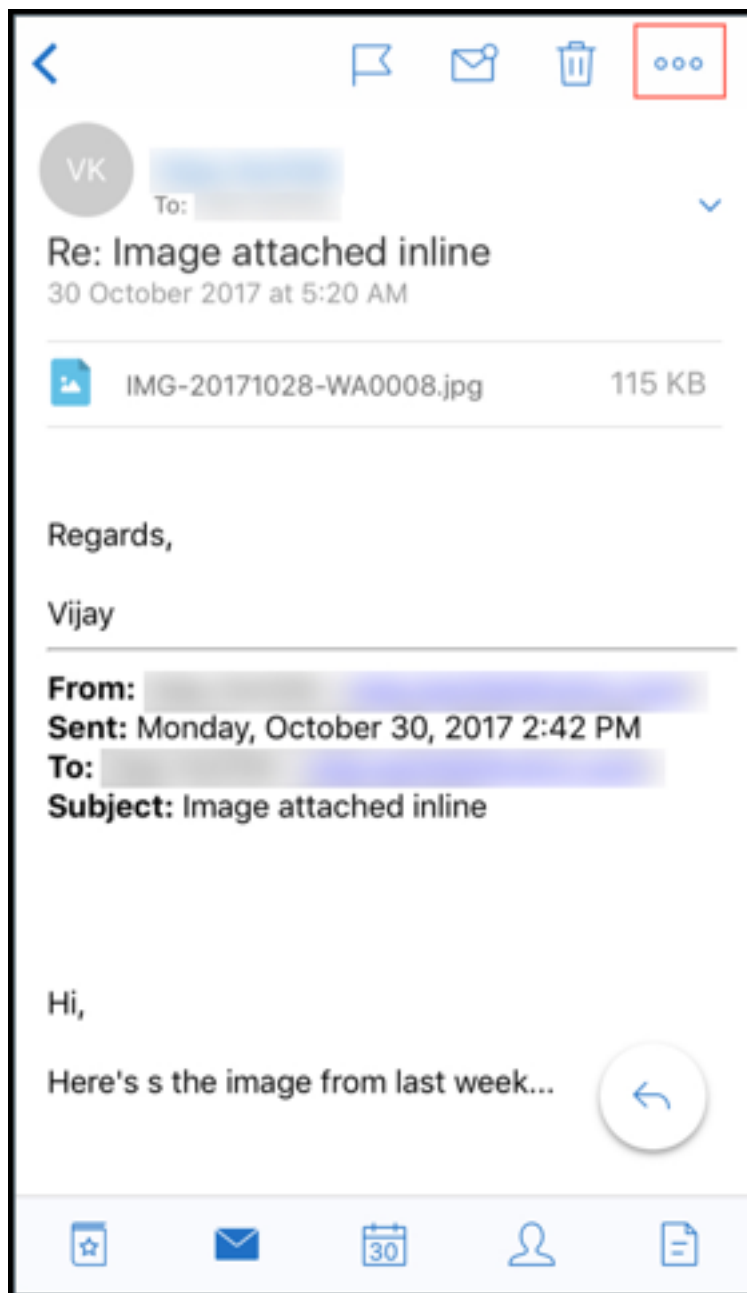 VK
To:
Re: Image attached inline
30 October 2017 at 5:20 AM
IMG-20171028-WA0008.jpg 115 KB
Regards,
Vijay
From:
Sent: Monday, October 30, 2017 2:42 PM
To:
Subject: Image attached inline
Hi,
Here's s the image from last week...
30